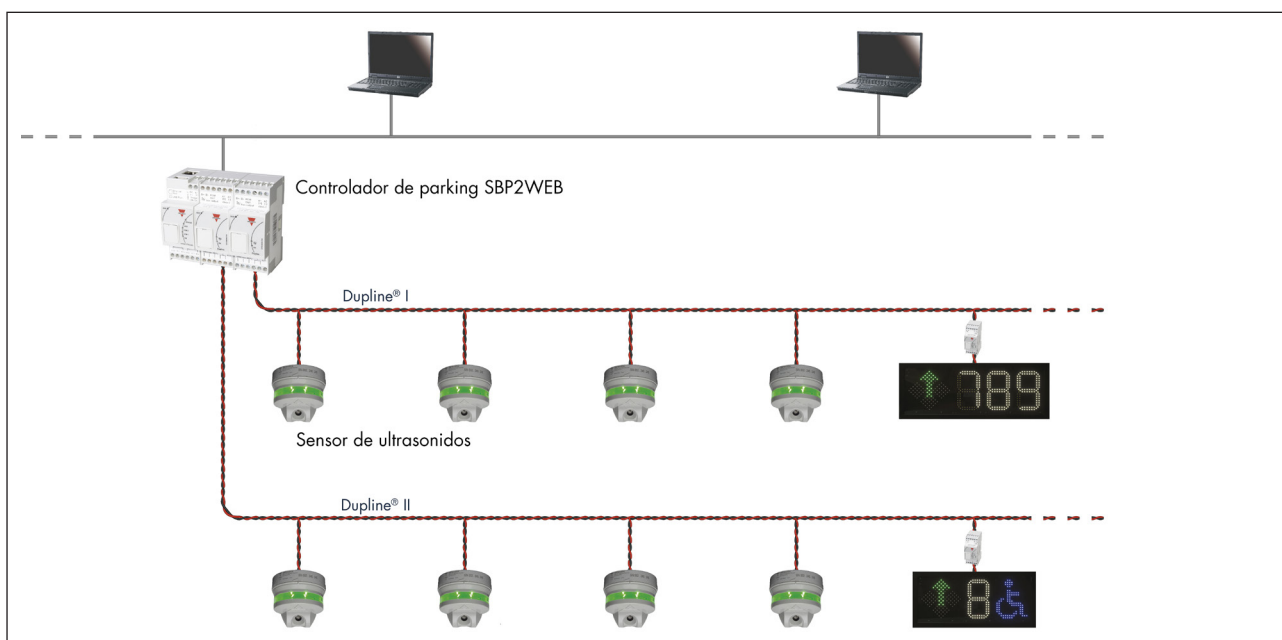 Controlador de parking SBP2WEB
Dupline® I
789
Sensor de ultrasonidos
Dupline® II
8